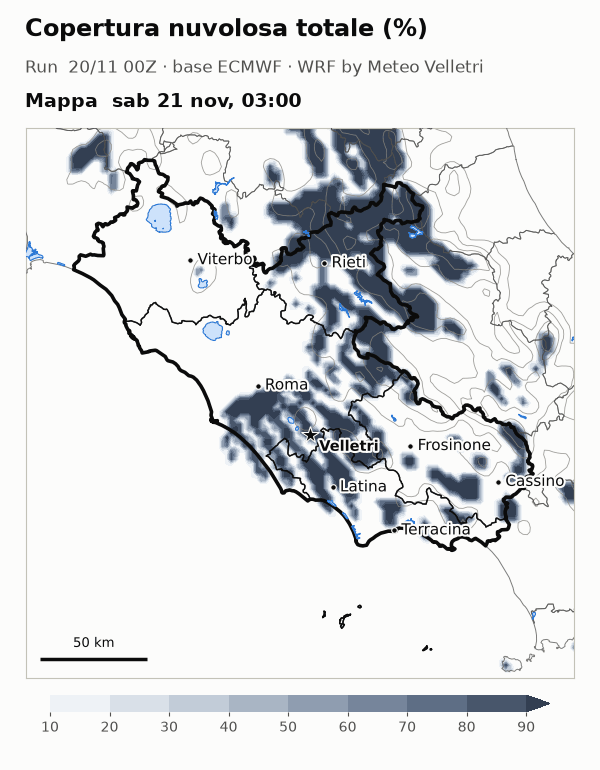 Copertura nuvolosa totale (%)
Run  20/11 00Z · base ECMWF · WRF by Meteo Velletri
Mappa  sab 21 nov, 03:00
Viterbo
Rieti
Roma
Velletri
Frosinone
Latina
Cassino
Terracina
50 km
10 20 30 40 50 60 70 80 90